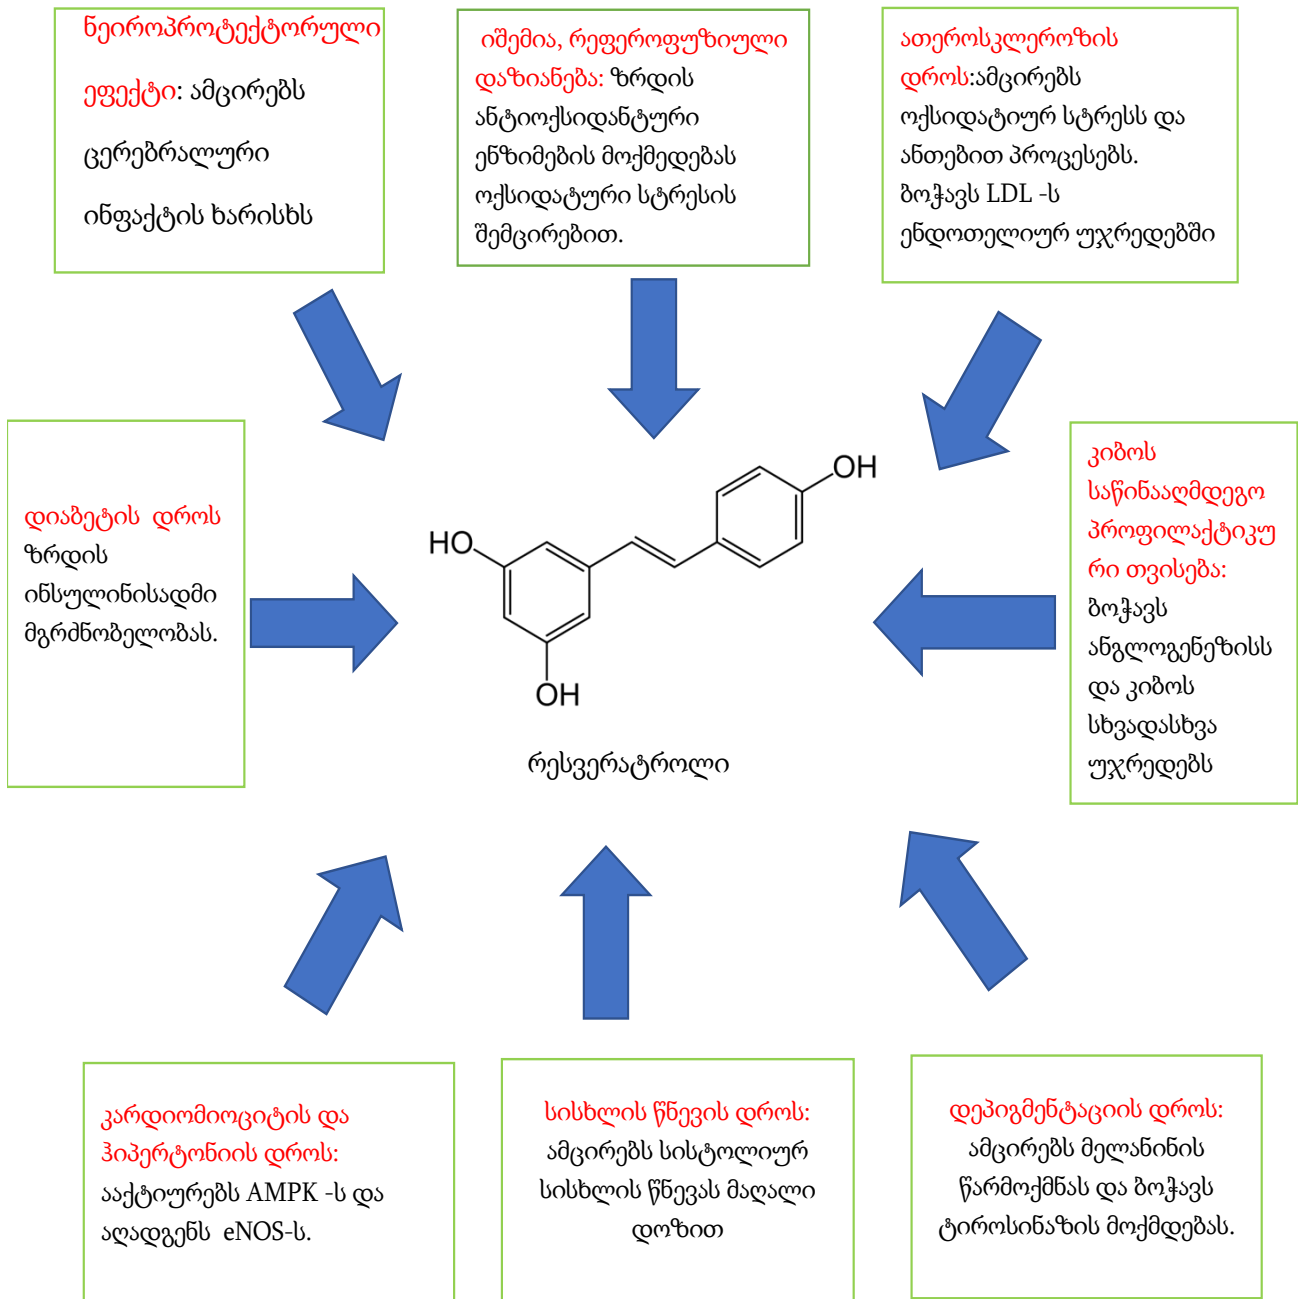 ნეიროპროტექტორული
ეფექტი: ამცირებს
ცერებრალური
ინფაქტის ხარისხს
იშემია, რეფეროფუზიული
დაზიანება: ზრდის
ანტიოქსიდანტური
ენზიმების მოქმედებას
ოქსიდატური სტრესის
შემცირებით.
ათეროსკლეროზის
დროს:ამცირებს
ოქსიდატიურ სტრესს და
ანთებით პროცესებს.
ბოჭავს LDL -ს
ენდოთელიურ უჯრედებში
დიაბეტის დროს
ზრდის
ინსულინისადმი
მგრძნობელობას.
OH
HO
OH
რესვერატროლი
კიბოს
საწინააღმდეგო
პროფილაქტიკუ
რი თვისება:
ბოჭავს
ანგლოგენეზისს
და კიბოს
სხვადასხვა
უჯრედებს
კარდიომიოციტის და
ჰიპერტონიის დროს:
ააქტიურებს AMPK -ს და
აღადგენს eNOS-ს.
სისხლის წნევის დროს:
ამცირებს სისტოლიურ
სისხლის წნევას მაღალი
დოზით
დეპიგმენტაციის დროს:
ამცირებს მელანინის
წარმოქმნას და ბოჭავს
ტიროსინაზის მოქმდებას.